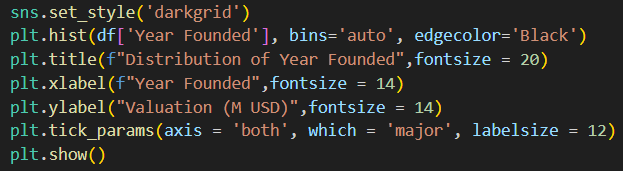 sns.set_style('darkgrid')
plt.hist(df['Year Founded'], bins='auto', edgecolor='Black')
plt.title(f"Distribution of Year Founded",fontsize = 20)
plt.xlabel(f"Year Founded",fontsize = 14)
plt.ylabel("Valuation (M USD)",fontsize = 14)
plt.tick_params(axis = 'both', which = 'major', labelsize = 12)
plt.show()